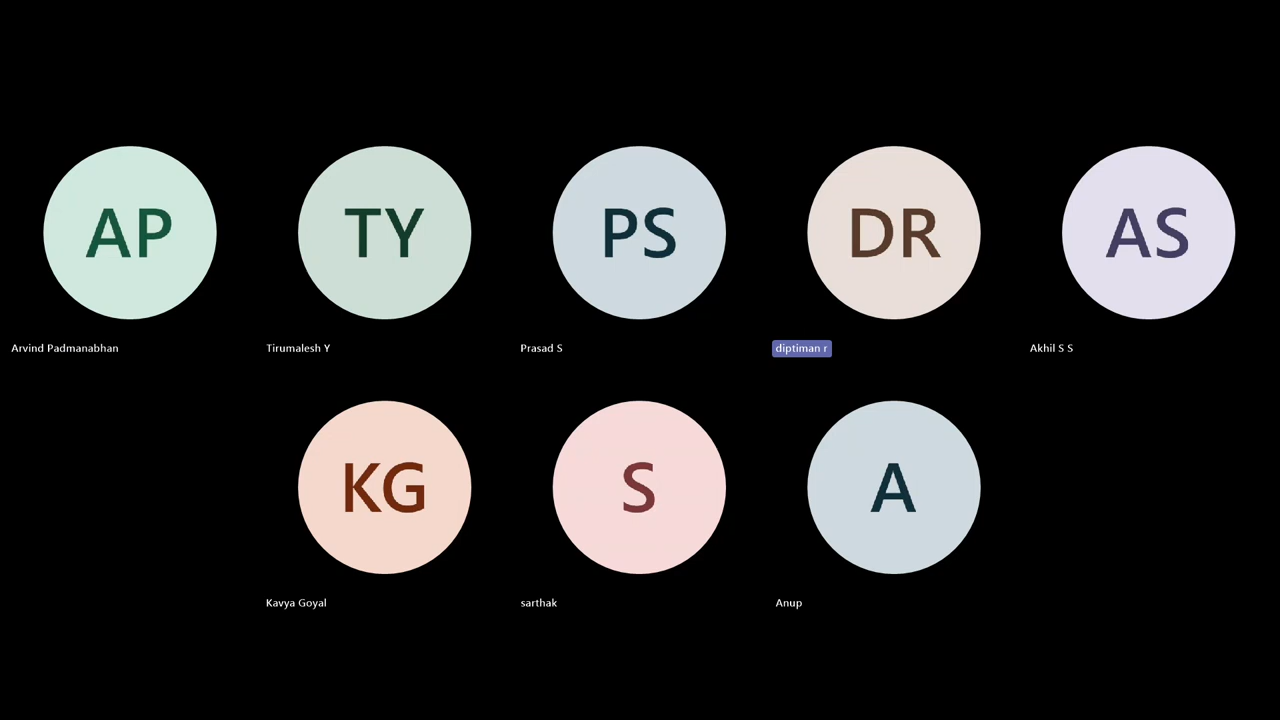 AP TY PS DR AS
Arvind Padmanabhan Tirumalesh Y Prasad S diptiman r Akhil S S
KG S A
Kavya Goyal sarthak Anup